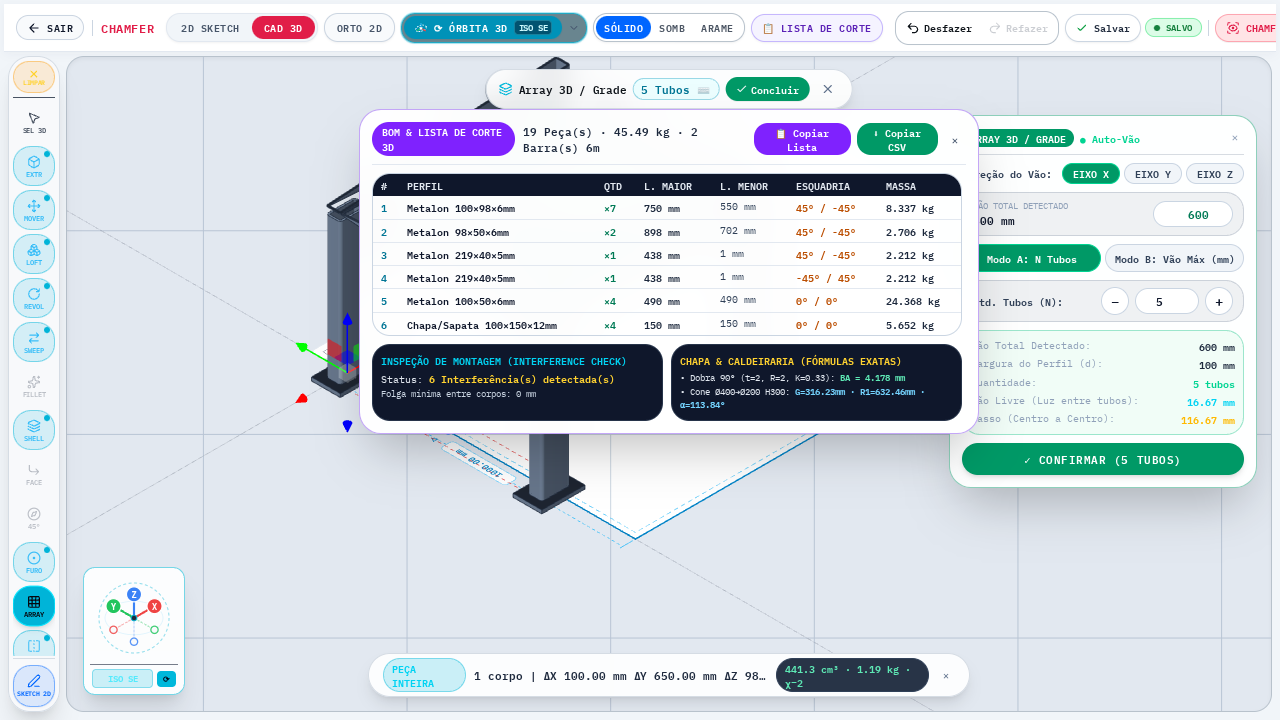 SAIR
CHAMFER
2D SKETCH
CAD 3D
ORTO 2D
⟳ ÓRBITA 3D
ISO SE
SÓLIDO
SOMB
ARAME
📋 LISTA DE CORTE
Desfazer
Refazer
Salvar
● SALVO
CHAMF
LIMPAR
SEL 3D
EXTR
MOVER
LOFT
REVOL
SWEEP
FILLET
SHELL
FACE
45°
FURO
ARRAY
SKETCH 2D
Array 3D / Grade
5 Tubos
✓ Concluir
BOM & LISTA DE CORTE 3D
19 Peça(s) · 45.49 kg · 2 Barra(s) 6m
📋 Copiar Lista
⬇ Copiar CSV
×
# PERFIL QTD L. MAIOR L. MENOR ESQUADRIA MASSA
1 Metalon 100×98×6mm ×7 750 mm 550 mm 45° / -45° 8.337 kg
2 Metalon 98×50×6mm ×2 898 mm 702 mm 45° / -45° 2.706 kg
3 Metalon 219×40×5mm ×1 438 mm 1 mm 45° / -45° 2.212 kg
4 Metalon 219×40×5mm ×1 438 mm 1 mm -45° / 45° 2.212 kg
5 Metalon 100×50×6mm ×4 490 mm 490 mm 0° / 0° 24.368 kg
6 Chapa/Sapata 100×150×12mm ×4 150 mm 150 mm 0° / 0° 5.652 kg
INSPEÇÃO DE MONTAGEM (INTERFERENCE CHECK)
Status: 6 Interferência(s) detectada(s)
Folga mínima entre corpos: 0 mm
CHAPA & CALDEIRARIA (FÓRMULAS EXATAS)
• Dobra 90° (t=2, R=2, K=0.33): BA = 4.178 mm
• Cone Ø400→Ø200 H300: G=316.23mm · R1=632.46mm ·
α=113.84°
RRAY 3D / GRADE
● Auto-Vão
×
eção do Vão:
EIXO X
EIXO Y
EIXO Z
ÃO TOTAL DETECTADO
00 mm
600
Modo A: N Tubos
Modo B: Vão Máx (mm)
td. Tubos (N):
−
5
+
ão Total Detectado: 600 mm
argura do Perfil (d): 100 mm
uantidade: 5 tubos
ão Livre (Luz entre tubos): 16.67 mm
asso (Centro a Centro): 116.67 mm
✓ CONFIRMAR (5 TUBOS)
1000.00 mm
Z
Y
X
ISO SE
⟳
PEÇA INTEIRA
1 corpo | ΔX 100.00 mm ΔY 650.00 mm ΔZ 98…
441.3 cm³ · 1.19 kg ·
χ=2
×